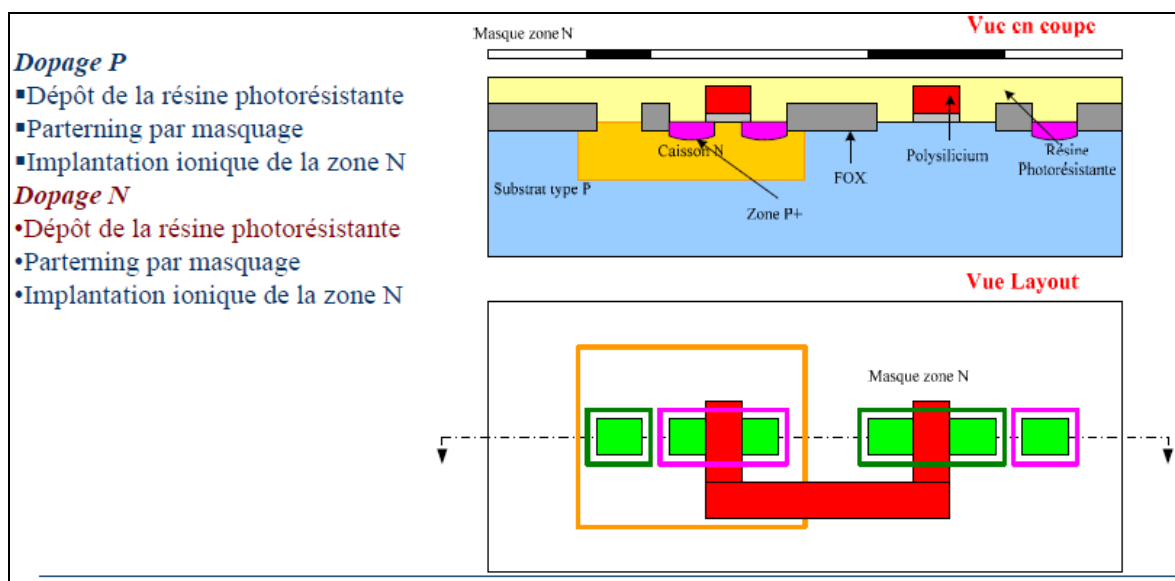 Dopage P
▪Dépôt de la résine photorésistante
▪Parterning par masquage
▪Implantation ionique de la zone N
Dopage N
•Dépôt de la résine photorésistante
•Parterning par masquage
•Implantation ionique de la zone N
Masque zone N
Vue en coupe
Caisson N
Substrat type P
Zone P+
FOX
Polysilicium
Résine
Photorésistante
Vue Layout
Masque zone N